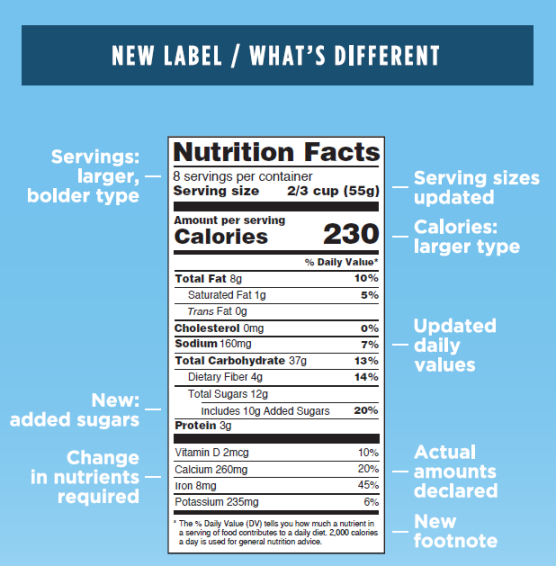 NEW LABEL / WHAT'S DIFFERENT
Servings:
larger,
bolder type
Nutrition Facts
8 servings per container
Serving size 2/3 cup (55g)
Amount per serving
Calories 230
% Daily Value*
Total Fat 8g 10%
Saturated Fat 1g 5%
Trans Fat 0g
Cholesterol 0mg 0%
Sodium 160mg 7%
Total Carbohydrate 37g 13%
Dietary Fiber 4g 14%
Total Sugars 12g
Includes 10g Added Sugars 20%
Protein 3g
Vitamin D 2mcg 10%
Calcium 260mg 20%
Iron 8mg 45%
Potassium 235mg 6%
* The % Daily Value (DV) tells you how much a nutrient in
a serving of food contributes to a daily diet. 2,000 calories
a day is used for general nutrition advice.
Serving sizes
updated
Calories:
larger type
Updated
daily
values
New:
added sugars
Change
in nutrients
required
Actual
amounts
declared
New
footnote